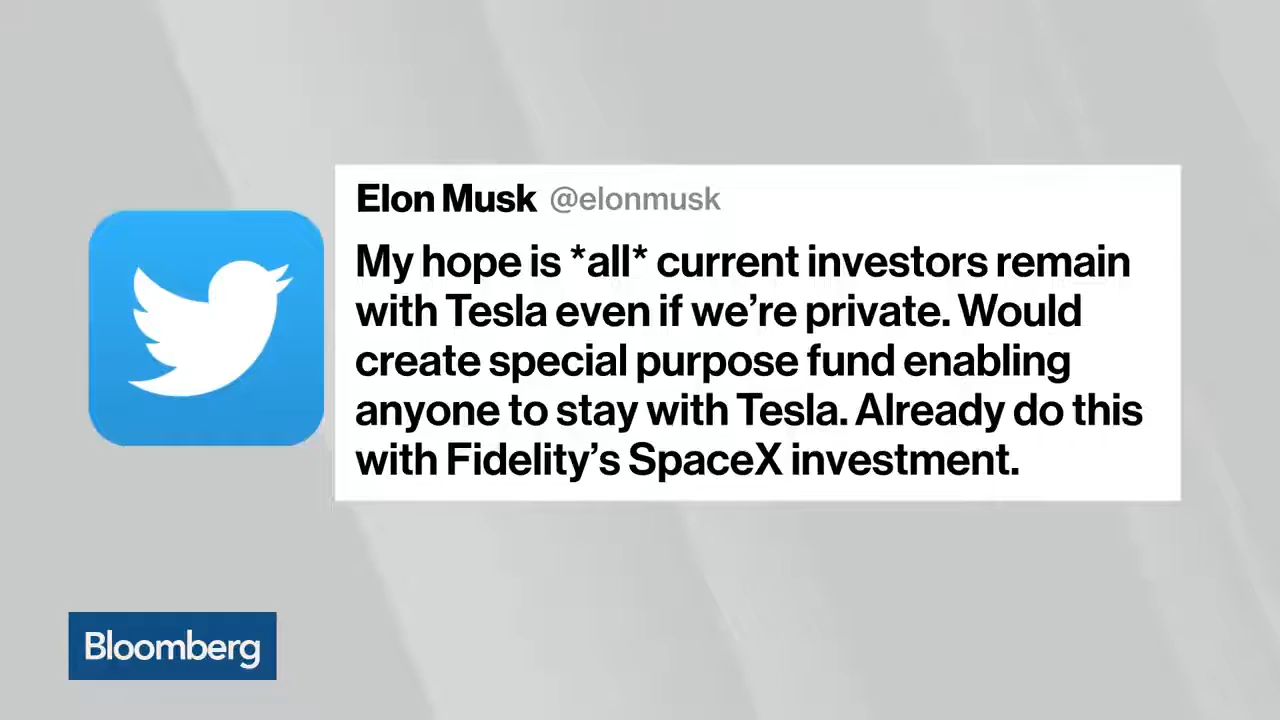 Elon Musk @elonmusk
My hope is *all* current investors remain
with Tesla even if we’re private. Would
create special purpose fund enabling
anyone to stay with Tesla. Already do this
with Fidelity’s SpaceX investment.
Bloomberg